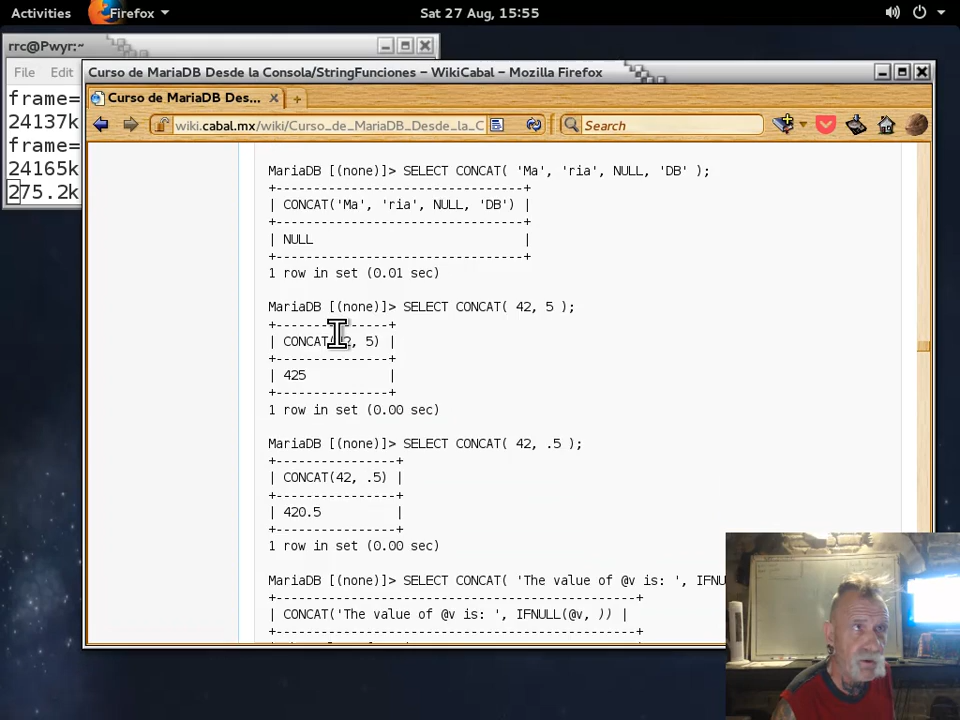 Activities Firefox Sat 27 Aug, 15:55
rrc@Pwyr:~
File Edit
frame=
24137k
frame=
24165k
275.2k
Curso de MariaDB Desde la Consola/StringFunciones – WikiCabal – Mozilla Firefox
Curso de MariaDB Des...
wiki.cabal.mx/wiki/Curso_de_MariaDB_Desde_la_C Search
MariaDB [(none)]> SELECT CONCAT( 'Ma', 'ria', NULL, 'DB' );
+---------------------------------+
| CONCAT('Ma', 'ria', NULL, 'DB') |
+---------------------------------+
| NULL |
+---------------------------------+
1 row in set (0.01 sec)
MariaDB [(none)]> SELECT CONCAT( 42, 5 );
+---------------+
| CONCAT(42, 5) |
+---------------+
| 425 |
+---------------+
1 row in set (0.00 sec)
MariaDB [(none)]> SELECT CONCAT( 42, .5 );
+----------------+
| CONCAT(42, .5) |
+----------------+
| 420.5 |
+----------------+
1 row in set (0.00 sec)
MariaDB [(none)]> SELECT CONCAT( 'The value of @v is: ', IFNU
+------------------------------------------------+
| CONCAT('The value of @v is: ', IFNULL(@v, )) |
+------------------------------------------------+